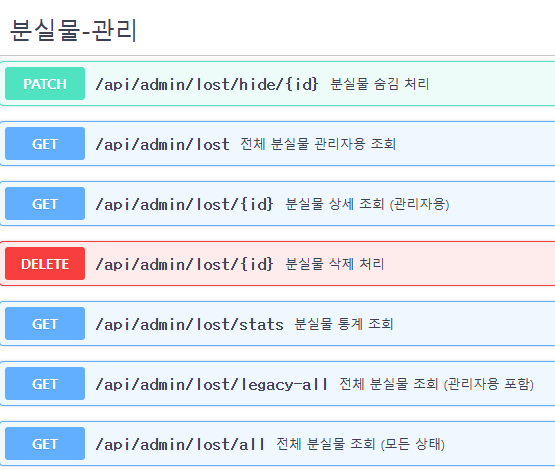 분실물-관리
PATCH /api/admin/lost/hide/{id} 분실물 숨김 처리
GET /api/admin/lost 전체 분실물 관리자용 조회
GET /api/admin/lost/{id} 분실물 상세 조회 (관리자용)
DELETE /api/admin/lost/{id} 분실물 삭제 처리
GET /api/admin/lost/stats 분실물 통계 조회
GET /api/admin/lost/legacy-all 전체 분실물 조회 (관리자용 포함)
GET /api/admin/lost/all 전체 분실물 조회 (모든 상태)